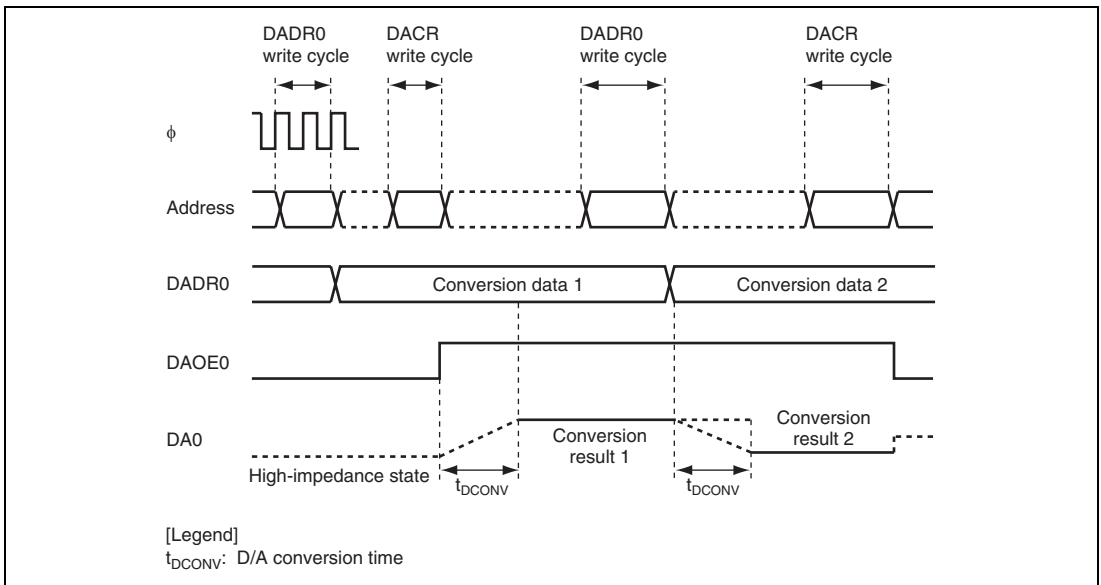 DADR0 write cycle
DACR write cycle
DADR0 write cycle
DACR write cycle
ϕ
Address
DADR0
Conversion data 1
Conversion data 2
DAOE0
DA0
Conversion result 1
Conversion result 2
High-impedance state
tDCONV
tDCONV
[Legend]
tDCONV: D/A conversion time